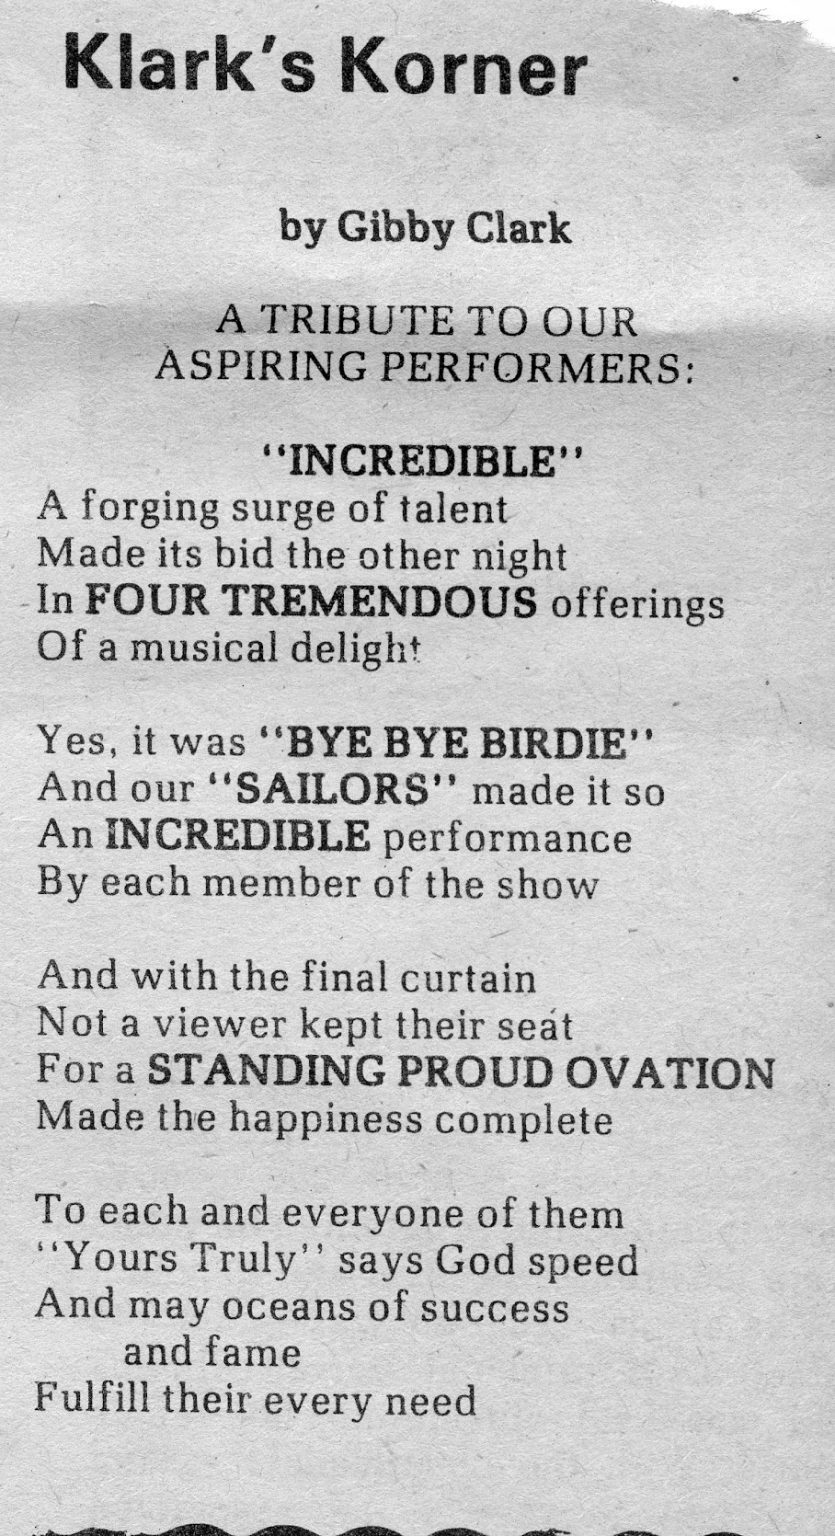 Klark's Korner
by Gibby Clark
A TRIBUTE TO OUR
ASPIRING PERFORMERS:
"INCREDIBLE"
A forging surge of talent
Made its bid the other night
In FOUR TREMENDOUS offerings
Of a musical delight
Yes, it was "BYE BYE BIRDIE"
And our "SAILORS" made it so
An INCREDIBLE performance
By each member of the show
And with the final curtain
Not a viewer kept their seat
For a STANDING PROUD OVATION
Made the happiness complete
To each and everyone of them
"Yours Truly" says God speed
And may oceans of success
and fame
Fulfill their every need